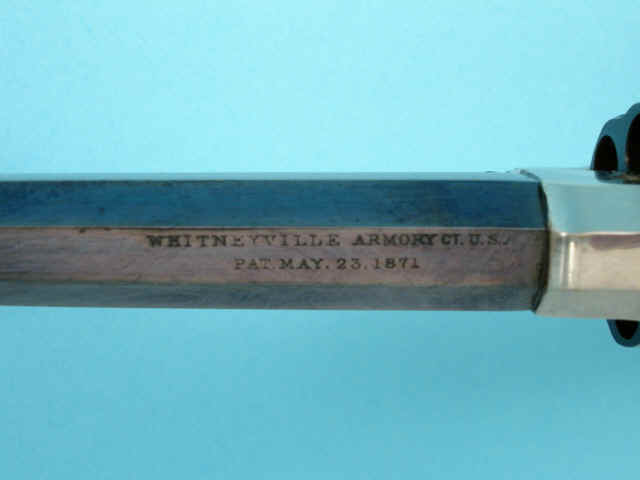 WHITNEYVILLE ARMORY CT. U.S.A
PAT. MAY. 23. 1871